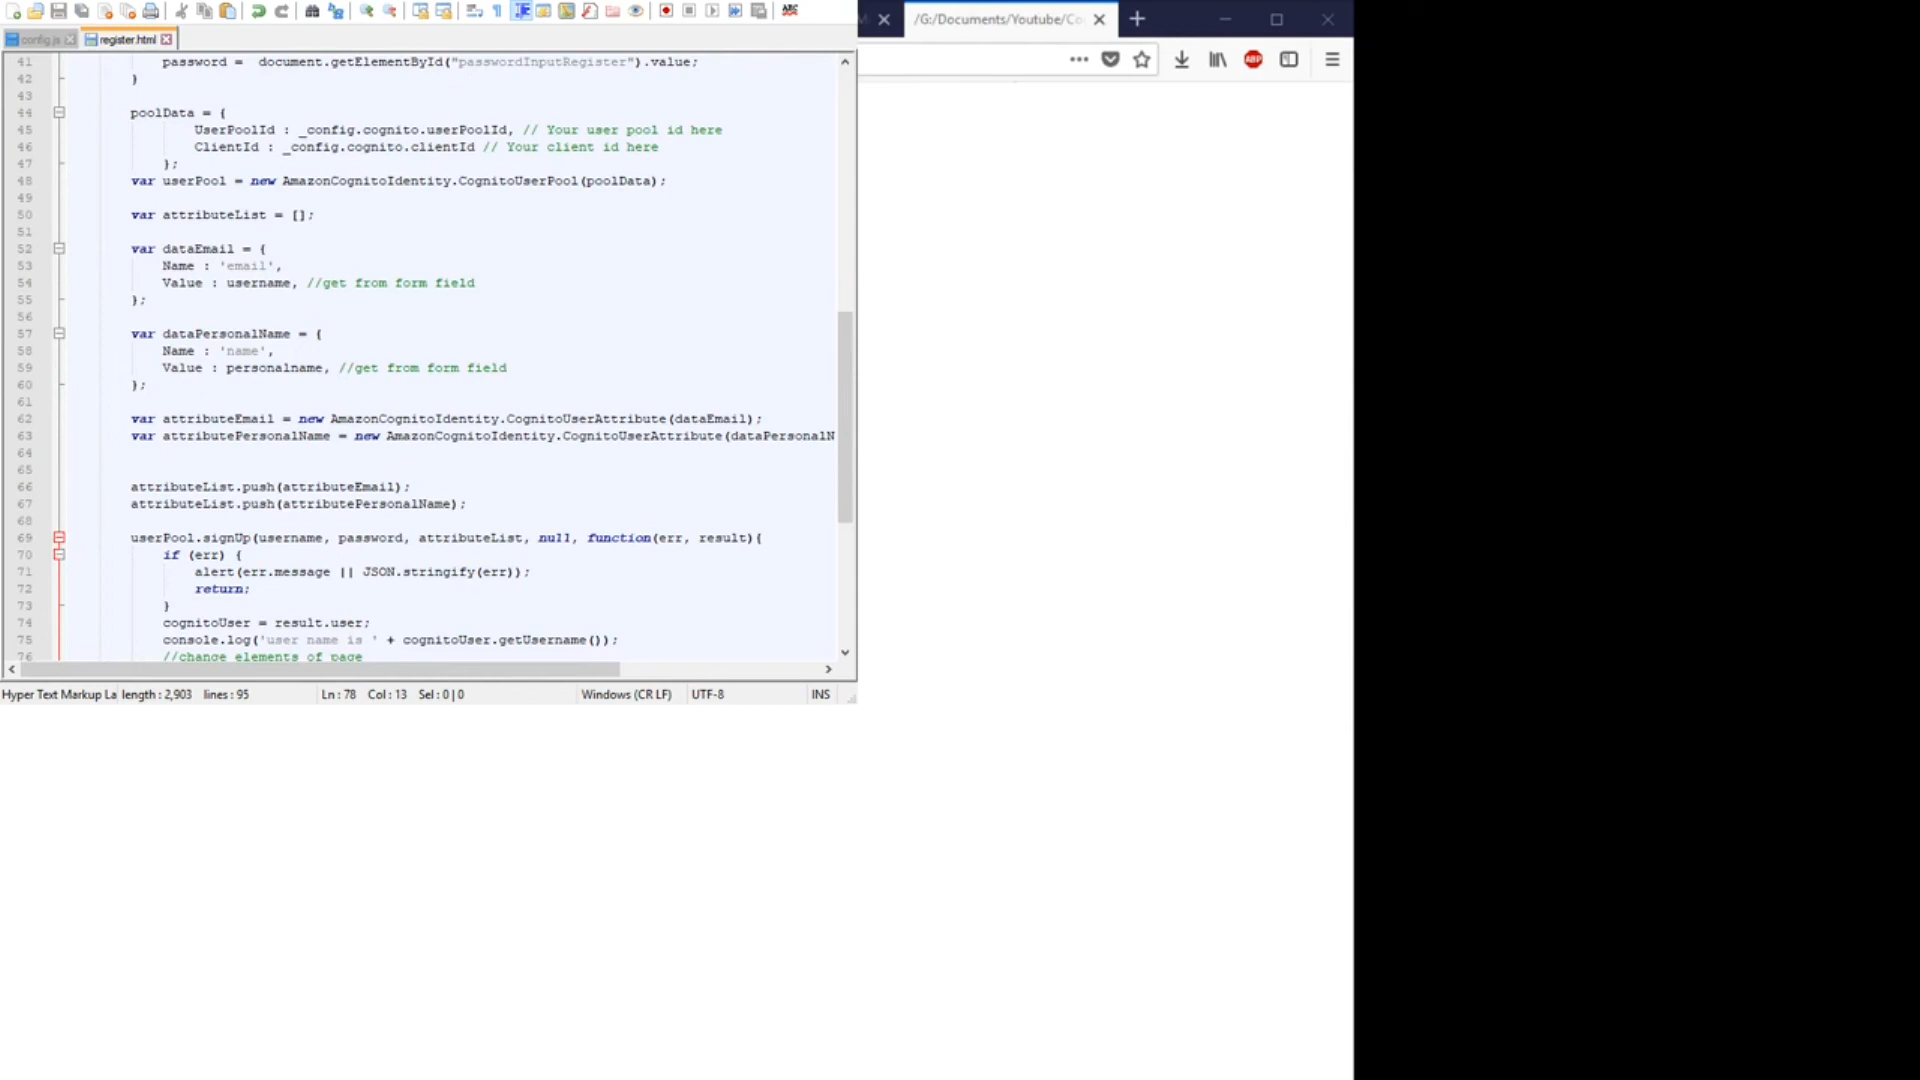 /G:/Documents/Youtube/Co
config.js
register.html
ABP
ABC
41 password = document.getElementById("passwordInputRegister").value;
42 }
43
44 poolData = {
45 UserPoolId : _config.cognito.userPoolId, // Your user pool id here
46 ClientId : _config.cognito.clientId // Your client id here
47 };
48 var userPool = new AmazonCognitoIdentity.CognitoUserPool(poolData);
49
50 var attributeList = [];
51
52 var dataEmail = {
53 Name : 'email',
54 Value : username, //get from form field
55 };
56
57 var dataPersonalName = {
58 Name : 'name',
59 Value : personalname, //get from form field
60 };
61
62 var attributeEmail = new AmazonCognitoIdentity.CognitoUserAttribute(dataEmail);
63 var attributePersonalName = new AmazonCognitoIdentity.CognitoUserAttribute(dataPersonalN
64
65
66 attributeList.push(attributeEmail);
67 attributeList.push(attributePersonalName);
68
69 userPool.signUp(username, password, attributeList, null, function(err, result){
70 if (err) {
71 alert(err.message || JSON.stringify(err));
72 return;
73 }
74 cognitoUser = result.user;
75 console.log('user name is ' + cognitoUser.getUsername());
76 //change elements of page
Hyper Text Markup La length : 2,903 lines : 95 Ln : 78 Col : 13 Sel : 0 | 0 Windows (CR LF) UTF-8 INS